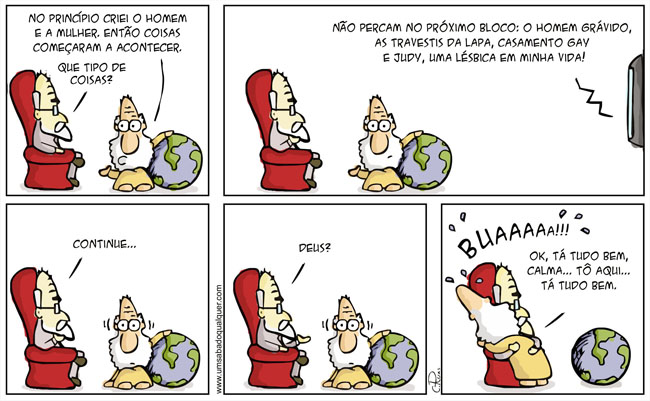 NO PRINCÍPIO CRIEI O HOMEM
E A MULHER. ENTÃO COISAS
COMEÇARAM A ACONTECER.
QUE TIPO DE
COISAS?
NÃO PERCAM NO PRÓXIMO BLOCO: O HOMEM GRÁVIDO,
AS TRAVESTIS DA LAPA, CASAMENTO GAY
E JUDY, UMA LÉSBICA EM MINHA VIDA!
CONTINUE...
www.umsabadoqualquer.com
DEUS?
BUAAAAA!!!
OK, TÁ TUDO BEM,
CALMA... TÔ AQUI...
TÁ TUDO BEM.